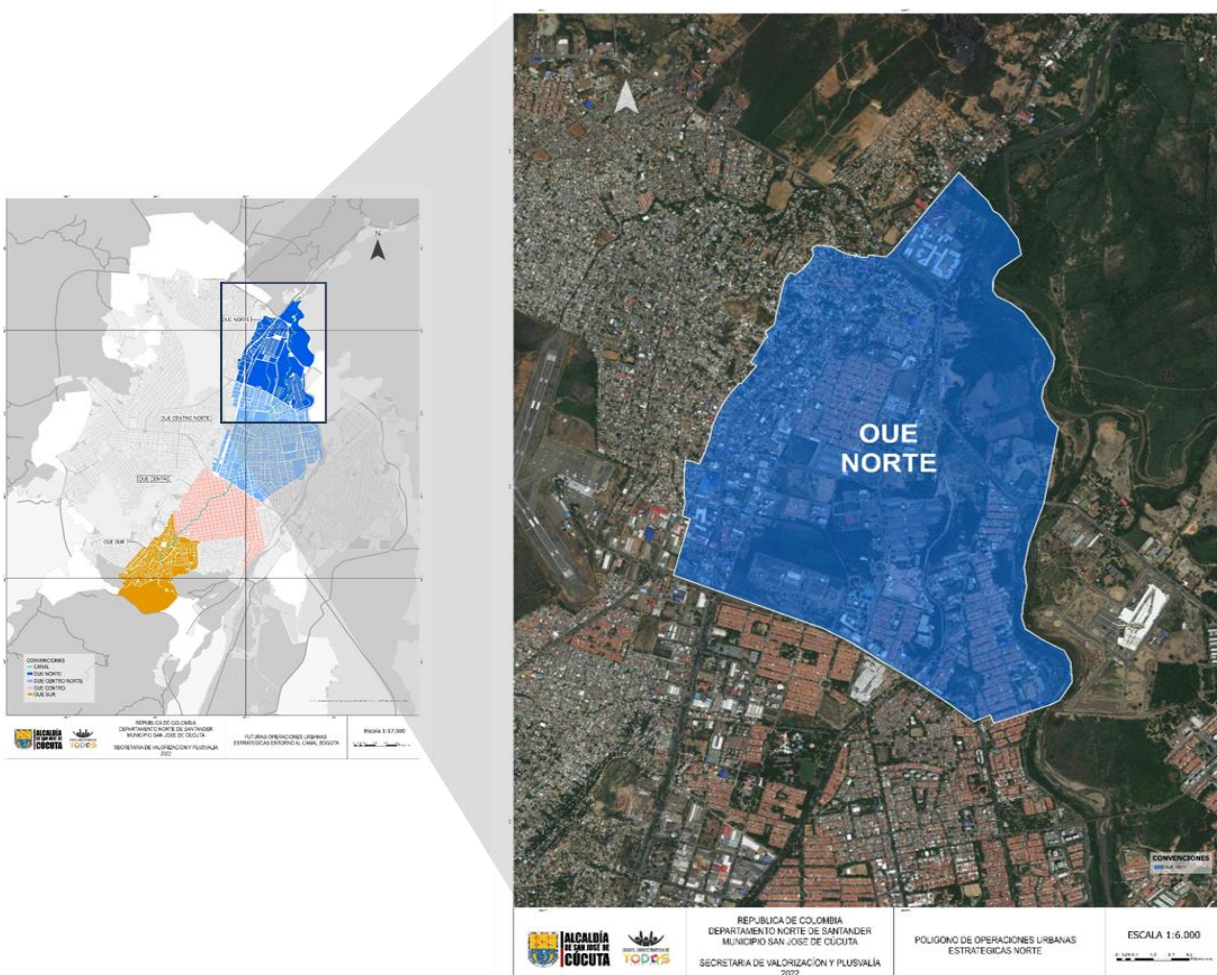 N
OUE NORTE
OUE CENTRO NORTE
OUE CENTRO
OUE SUR
CONVENCIONES
CANAL
OUE NORTE
OUE CENTRO NORTE
OUE CENTRO
OUE SUR
ALCALDÍA
DE SAN JOSÉ DE
CÚCUTA
TODOS
REPUBLICA DE COLOMBIA
DEPARTAMENTO NORTE DE SANTANDER
MUNICIPIO SAN JOSE DE CÚCUTA
SECRETARIA DE VALORIZACIÓN Y PLUSVALÍA
2022
FUTURAS OPERACIONES URBANAS
ESTRATEGICAS ENTORNO AL CANAL BOGOTA
Escala 1:17.500
OUE
NORTE
CONVENCIONES
ALCALDÍA
DE SAN JOSÉ DE
CÚCUTA
TODOS
REPUBLICA DE COLOMBIA
DEPARTAMENTO NORTE DE SANTANDER
MUNICIPIO SAN JOSE DE CÚCUTA
SECRETARIA DE VALORIZACÍON Y PLUSVALÍA
2022
POLIGONO DE OPERACIONES URBANAS
ESTRATEGICAS NORTE
ESCALA 1:6.000